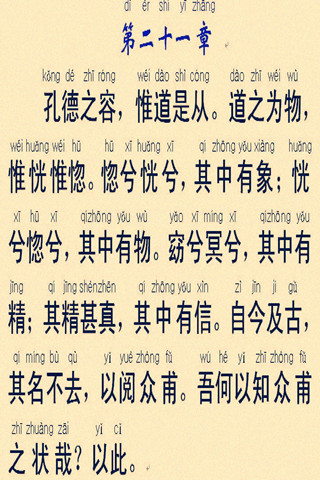 dì èr shí yī zhāng
第二十一章
kǒng dé zhī róng wéi dào shì cóng dào zhī wéi wù
孔德之容，惟道是从。道之为物，
wéi huǎng wéi hū hū xī huǎng xī qí zhōng yǒu xiàng huǎng
惟恍惟惚。惚兮恍兮，其中有象；恍
xī hū xī qízhōng yǒu wù yǎo xī míng xī qízhōng yǒu
兮惚兮，其中有物。窈兮冥兮，其中有
jīng qí jīng shènzhēn qí zhōng yǒu xìn zì jīn jí gǔ
精；其精甚真，其中有信。自今及古，
qí míng bù qù yǐ yuè zhòng fǔ wú hé yǐ zhī zhòng fǔ
其名不去，以阅众甫。吾何以知众甫
zhī zhuàng zāi yǐ cǐ
之状哉？以此。